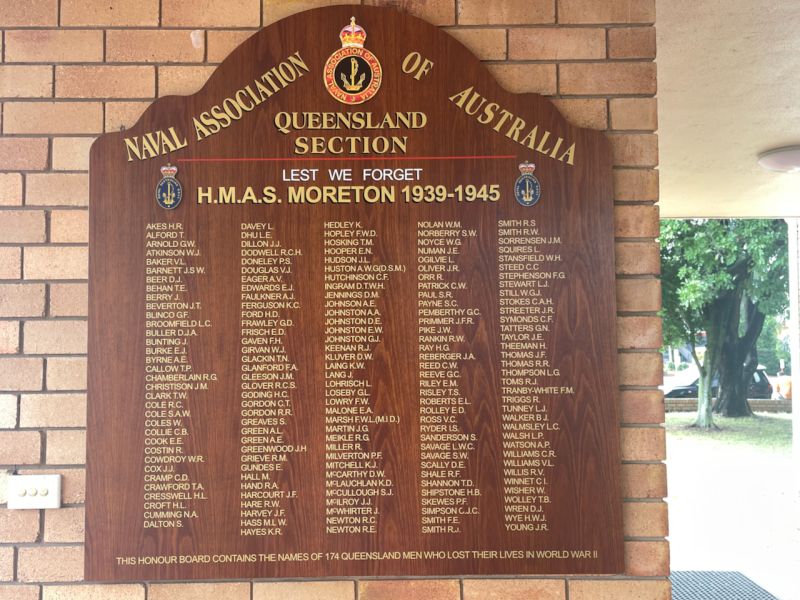 NAVAL ASSOCIATION OF AUSTRALIA
NAVAL ASSOCIATION OF AUSTRALIA
QUEENSLAND
SECTION
LEST WE FORGET
H.M.A.S. MORETON 1939-1945
AKES H.R.
ALFORD T.
ARNOLD G.W.
ATKINSON W.J.
BAKER V.L.
BARNETT J.S W.
BEER D.J.
BEHAN T.E.
BERRY J.
BEVERTON J.T.
BLINCO G.F.
BROOMFIELD L.C.
BULLER D.J.A.
BUNTING J.
BURKE E.J.
BYRNE A.E.
CALLOW T.P.
CHAMBERLAIN R.G.
CHRISTISON J M.
CLARK T.W.
COLE R.C.
COLE S.A.W.
COLES W.
COLLIE C.B.
COOK E.E.
COSTIN R.
COWDROY W.R.
COX J.J.
CRAMP C.D.
CRAWFORD T.A.
CRESSWELL H.L.
CROFT H.L.
CUMMING N.A.
DALTON S.
DAVEY L.
DHU L.E.
DILLON J.J.
DODWELL R.C.H.
DONELEY P.S.
DOUGLAS V.J.
EAGER A.V.
EDWARDS E.J.
FAULKNER A.J.
FERGUSON K.C.
FORD H.D.
FRAWLEY G.D.
FRISCH E.D.
GAVEN F.H.
GIRVAN W.J.
GLACKIN T.N.
GLANFORD F.A.
GLEESON J.M.
GLOVER R.C.S.
GODING H.C.
GORDON C.T.
GORDON R.R.
GREAVES S.
GREEN A.L.
GREEN A.E.
GREENWOOD J.H
GRIEVE R.M.
GUNDES E.
HALL M.
HAND R.A.
HARCOURT J.F.
HARE R.W.
HARVEY J.F.
HASS M.L W.
HAYES K.R.
HEDLEY K.
HOPLEY F.W.D.
HOSKING T.M.
HOOPER E.N.
HUDSON J.L.
HUSTON A.W.G(D.S.M.)
HUTCHINSON C.F.
INGRAM D.T.W.H.
JENNINGS D.M.
JOHNSON A.E.
JOHNSTON A.A.
JOHNSTON D.E.
JOHNSTON E.W.
JOHNSTON G.J.
KEENAN R.J.
KLUVER D.W.
LAING K.W.
LANG J.
LOHRISCH L.
LOSEBY G.L.
LOWRY F.W.
MALONE E.A.
MARSH F.W.L.(M.I D.)
MARTIN J.G
MEIKLE R.G.
MILLER R.
MILVERTON P.F.
MITCHELL K.J.
McCARTHY D.W.
McLAUCHLAN K.D.
McCULLOUGH S.J.
McILROY J.J.
McWHIRTER J.
NEWTON R.C.
NEWTON R.E.
NOLAN W.M.
NORBERRY S.W.
NOYCE W.G.
NUMAN J.E.
OGILVIE L.
OLIVER J.R.
ORR R.
PATRICK C.W.
PAUL S.R.
PAYNE S.C.
PEMBERTHY G.C.
PRIMMER J.F.R.
PIKE J.W.
RANKIN R.W.
RAY H.G.
REBERGER J.A.
REED C.W.
REEVE G.C.
RILEY E.M.
RISLEY T.S.
ROBERTS E.L.
ROLLEY E.D.
ROSS V.C.
RYDER I.S.
SANDERSON S.
SAVAGE L.W.C.
SAVAGE S.W.
SCALLY D.E.
SHALE R.F.
SHANNON T.D.
SHIPSTONE H.B.
SKEWES P.F.
SIMPSON C.J.C.
SMITH F.E.
SMITH R.J.
SMITH R.S
SMITH R.W.
SORRENSEN J.M.
SQUIRES L.
STANSFIELD W.H.
STEED C.C
STEPHENSON F.G.
STEWART L.J.
STILL W.G.J.
STOKES C.A.H.
STREETER J.R.
SYMONDS C.F.
TATTERS G.N.
TAYLOR J.E.
THEEMAN H.
THOMAS J.F.
THOMAS R.R.
THOMPSON L.G.
TOMS R.J.
TRANBY-WHITE F.M.
TRIGGS R.
TUNNEY L.J.
WALKER B.J.
WALMSLEY L.C.
WALSH L.P.
WATSON A.P.
WILLIAMS C.R.
WILLIAMS V.L.
WILLIS R.V.
WINNET C I.
WISHER W.
WOLLEY T.B.
WREN D.J.
WYE H.W.J.
YOUNG J.R.
THIS HONOUR BOARD CONTAINS THE NAMES OF 174 QUEENSLAND MEN WHO LOST THEIR LIVES IN WORLD WAR II